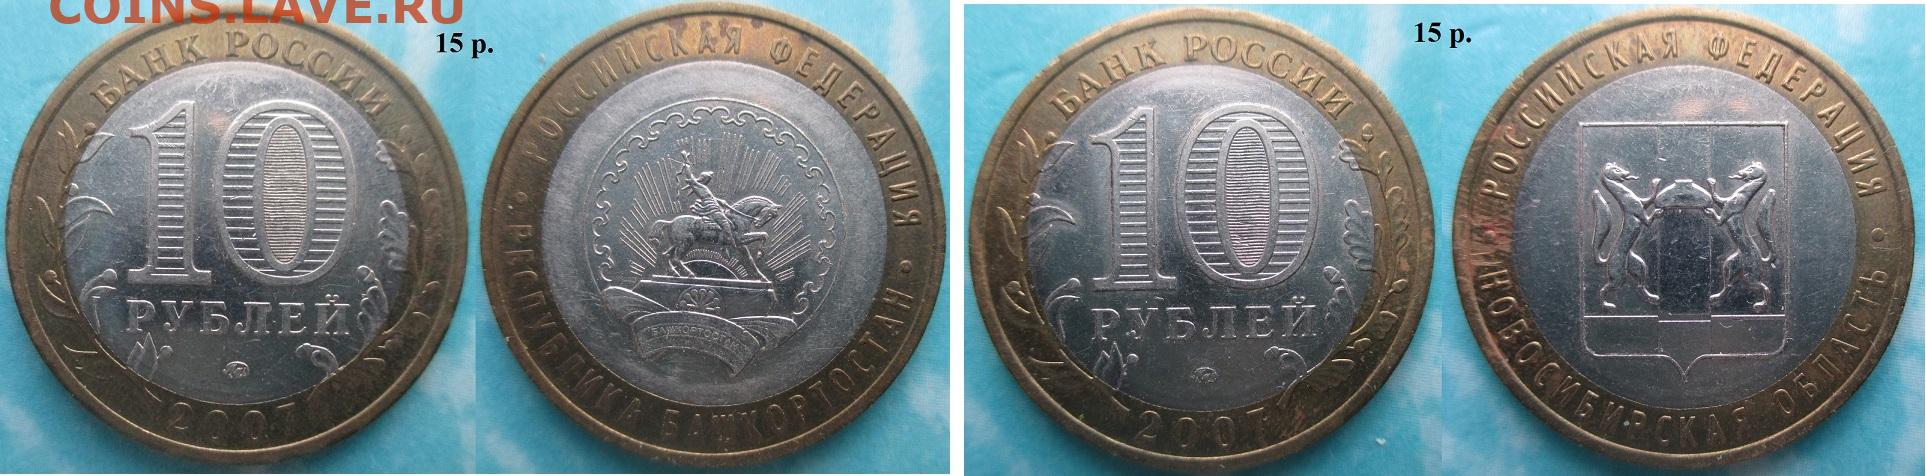 COINS.LAVE.RU
15 р.
БАНК РОССИИ
10
РУБЛЕЙ
2007
РОССИЙСКАЯ ФЕДЕРАЦИЯ
РЕСПУБЛИКА БАШКОРТОСТАН
БАШКОРТОСТАН
15 р.
БАНК РОССИИ
10
РУБЛЕЙ
2007
РОССИЙСКАЯ ФЕДЕРАЦИЯ
НОВОСИБИРСКАЯ ОБЛАСТЬ